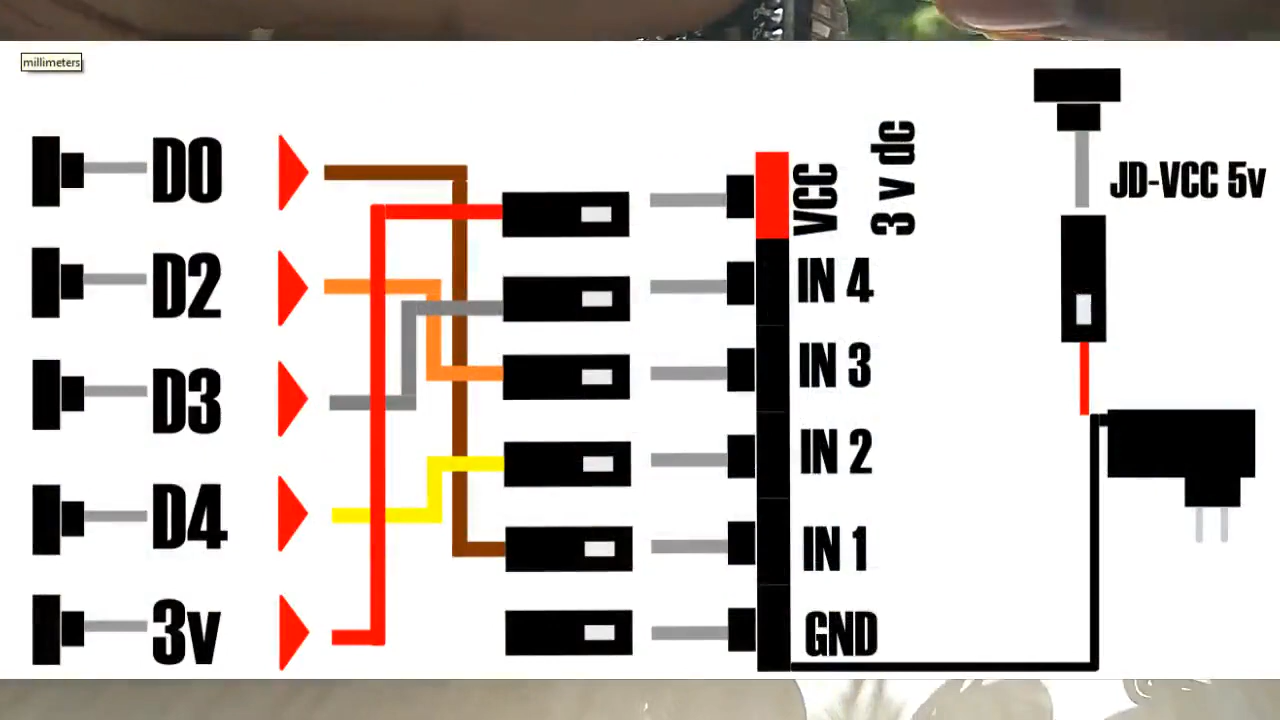 millimeters
D0
D2
D3
D4
3v
VCC
3 v dc
IN 4
IN 3
IN 2
IN 1
GND
JD-VCC 5v